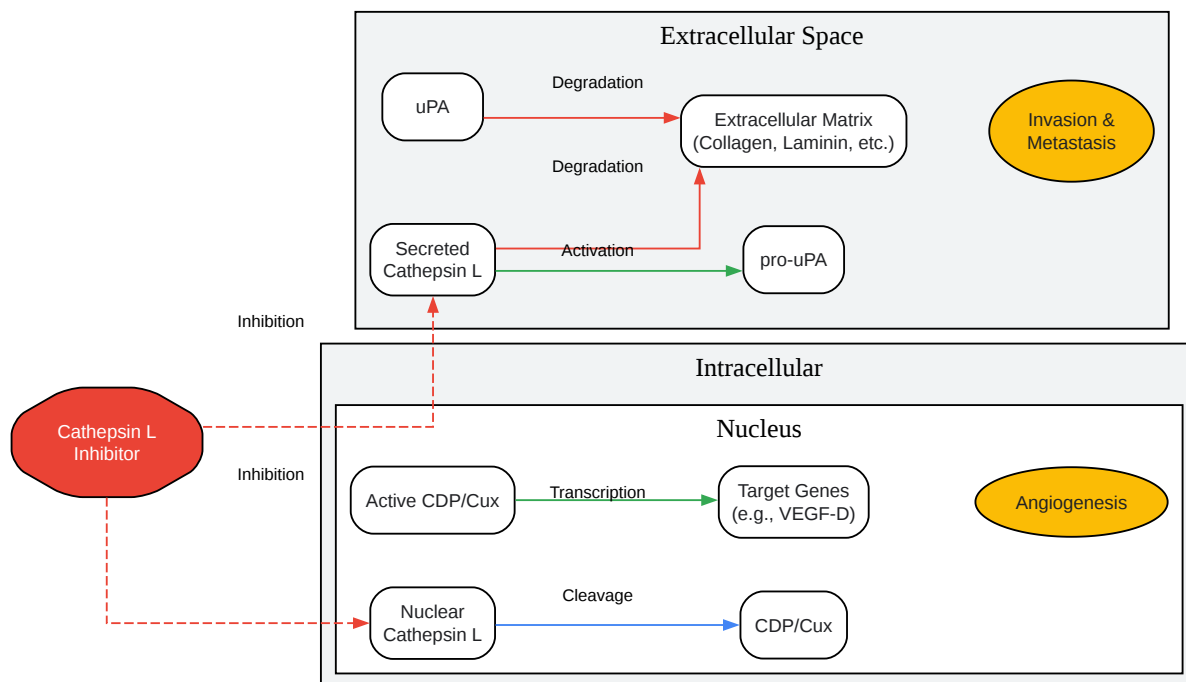 Extracellular Space
uPA
Degradation
Extracellular Matrix
(Collagen, Laminin, etc.)
Invasion &
Metastasis
Degradation
Secreted
Cathepsin L
Activation
pro-uPA
Inhibition
Intracellular
Cathepsin L
Inhibitor
Nucleus
Inhibition
Active CDP/Cux
Transcription
Target Genes
(e.g., VEGF-D)
Angiogenesis
Nuclear
Cathepsin L
Cleavage
CDP/Cux